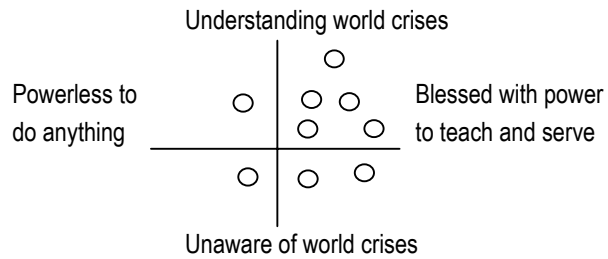 Understanding world crises
Powerless to
do anything
Blessed with power
to teach and serve
Unaware of world crises